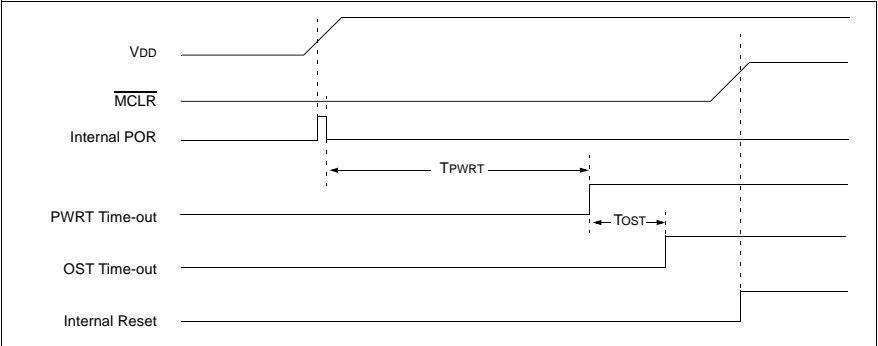 VDD
MCLR
Internal POR
TPWRT
PWRT Time-out
TOST
OST Time-out
Internal Reset